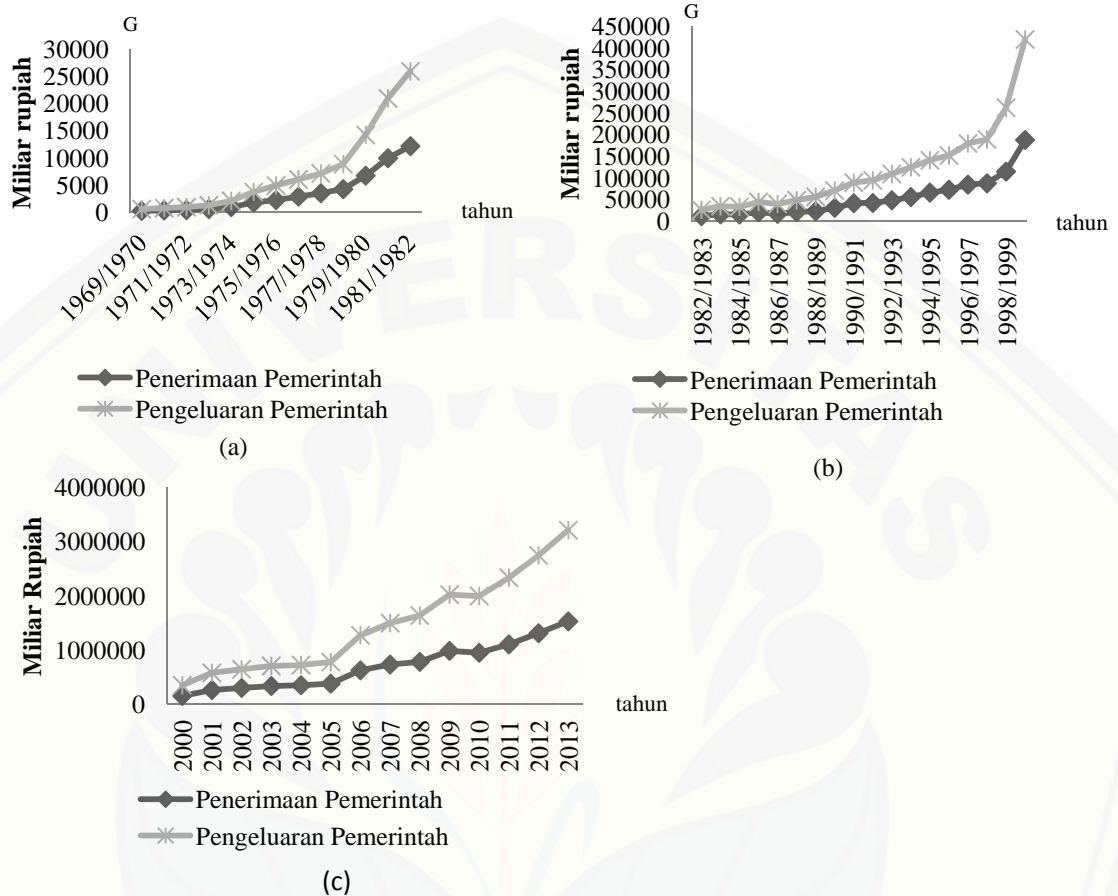 G
Miliar rupiah
30000
25000
20000
15000
10000
5000
0
tahun
1969/1970
1971/1972
1973/1974
1975/1976
1977/1978
1979/1980
1981/1982
Penerimaan Pemerintah
Pengeluaran Pemerintah
(a)
G
Miliar rupiah
450000
400000
350000
300000
250000
200000
150000
100000
50000
0
tahun
1982/1983
1984/1985
1986/1987
1988/1989
1990/1991
1992/1993
1994/1995
1996/1997
1998/1999
Penerimaan Pemerintah
Pengeluaran Pemerintah
(b)
Miliar Rupiah
4000000
3000000
2000000
1000000
0
tahun
2000
2001
2002
2003
2004
2005
2006
2007
2008
2009
2010
2011
2012
2013
Penerimaan Pemerintah
Pengeluaran Pemerintah
(c)
UNIVERSITAS